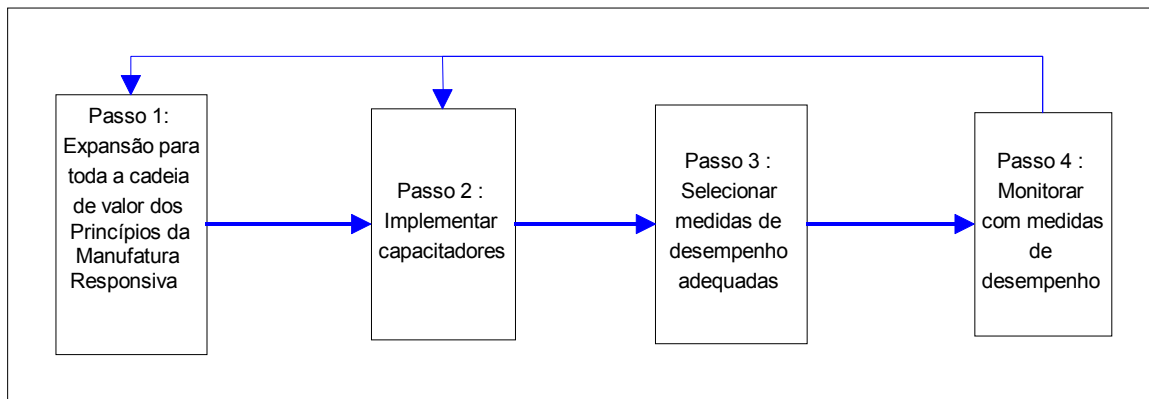 Passo 1:
Expansão para
toda a cadeia
de valor dos
Princípios da
Manufatura
Responsiva
Passo 2 :
Implementar
capacitadores
Passo 3 :
Selecionar
medidas de
desempenho
adequadas
Passo 4 :
Monitorar
com medidas
de
desempenho